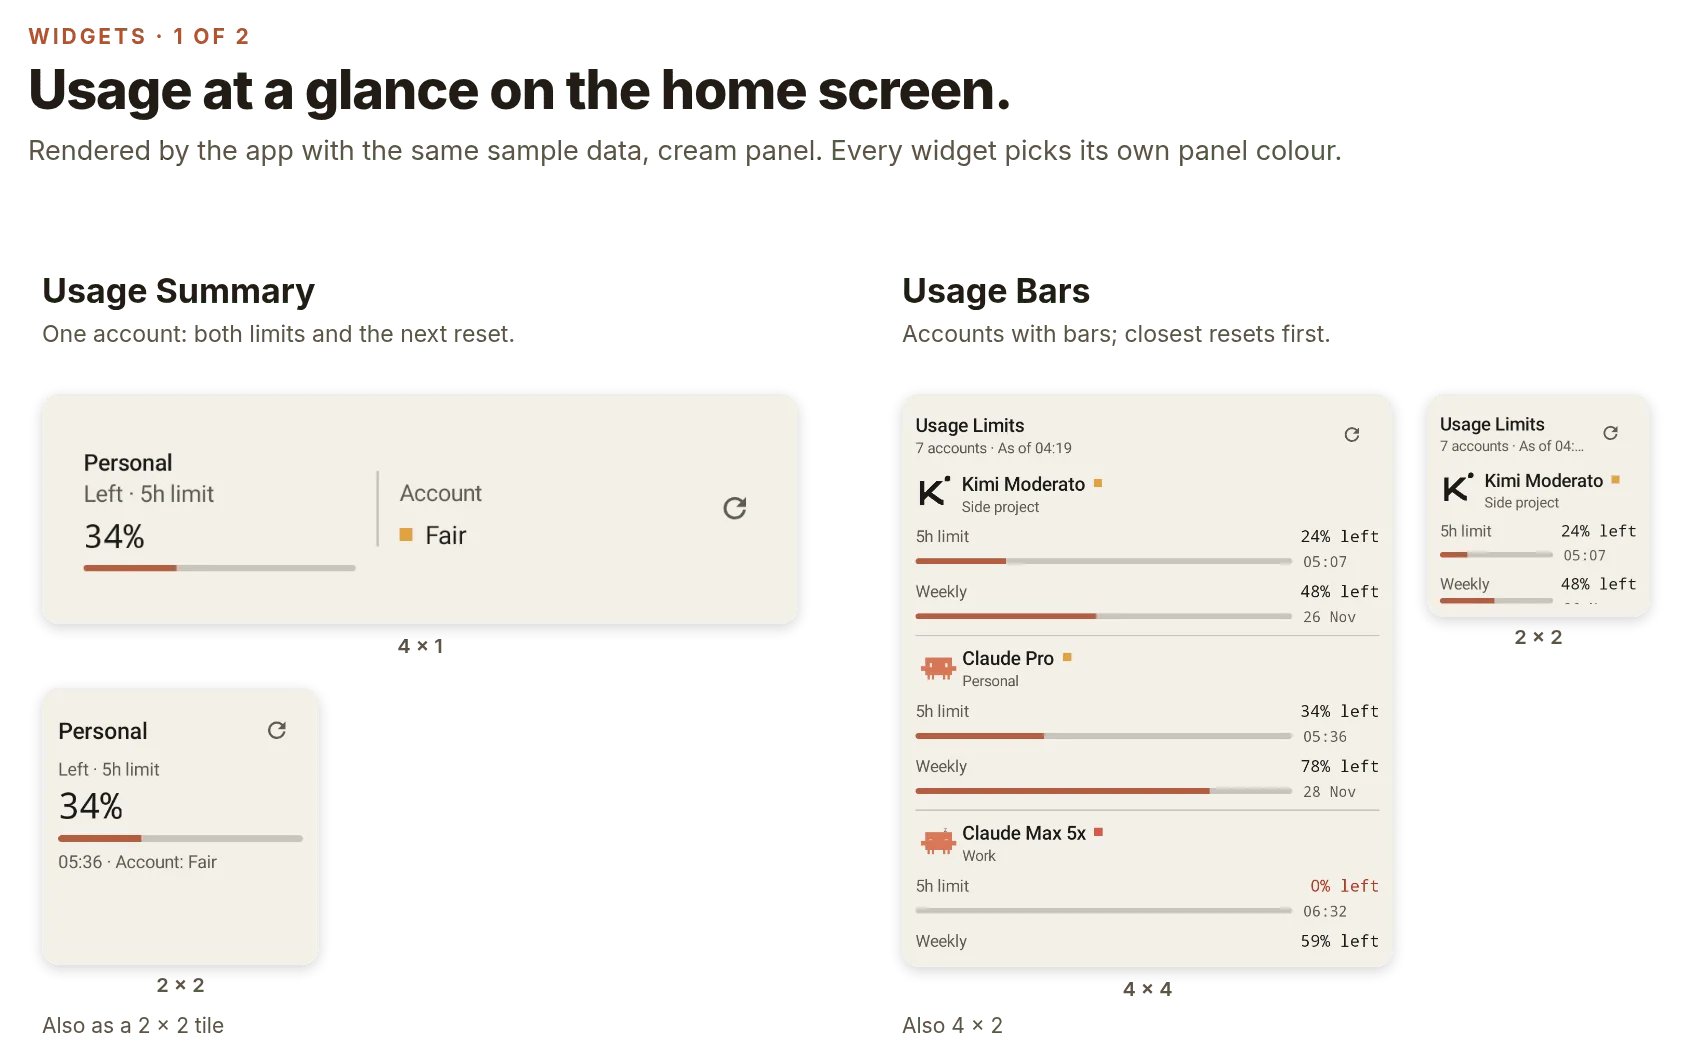 WIDGETS · 1 OF 2
Usage at a glance on the home screen.
Rendered by the app with the same sample data, cream panel. Every widget picks its own panel colour.
Usage Summary
One account: both limits and the next reset.
Personal
Left · 5h limit
34%
Account
Fair
4 × 1
Personal
Left · 5h limit
34%
05:36 · Account: Fair
2 × 2
Also as a 2 × 2 tile
Usage Bars
Accounts with bars; closest resets first.
Usage Limits
7 accounts · As of 04:19
Kimi Moderato
Side project
5h limit 24% left
05:07
Weekly 48% left
26 Nov
Claude Pro
Personal
5h limit 34% left
05:36
Weekly 78% left
28 Nov
Claude Max 5x
Work
5h limit 0% left
06:32
Weekly 59% left
4 × 4
Also 4 × 2
Usage Limits
7 accounts · As of 04:...
Kimi Moderato
Side project
5h limit 24% left
05:07
Weekly 48% left
2 × 2